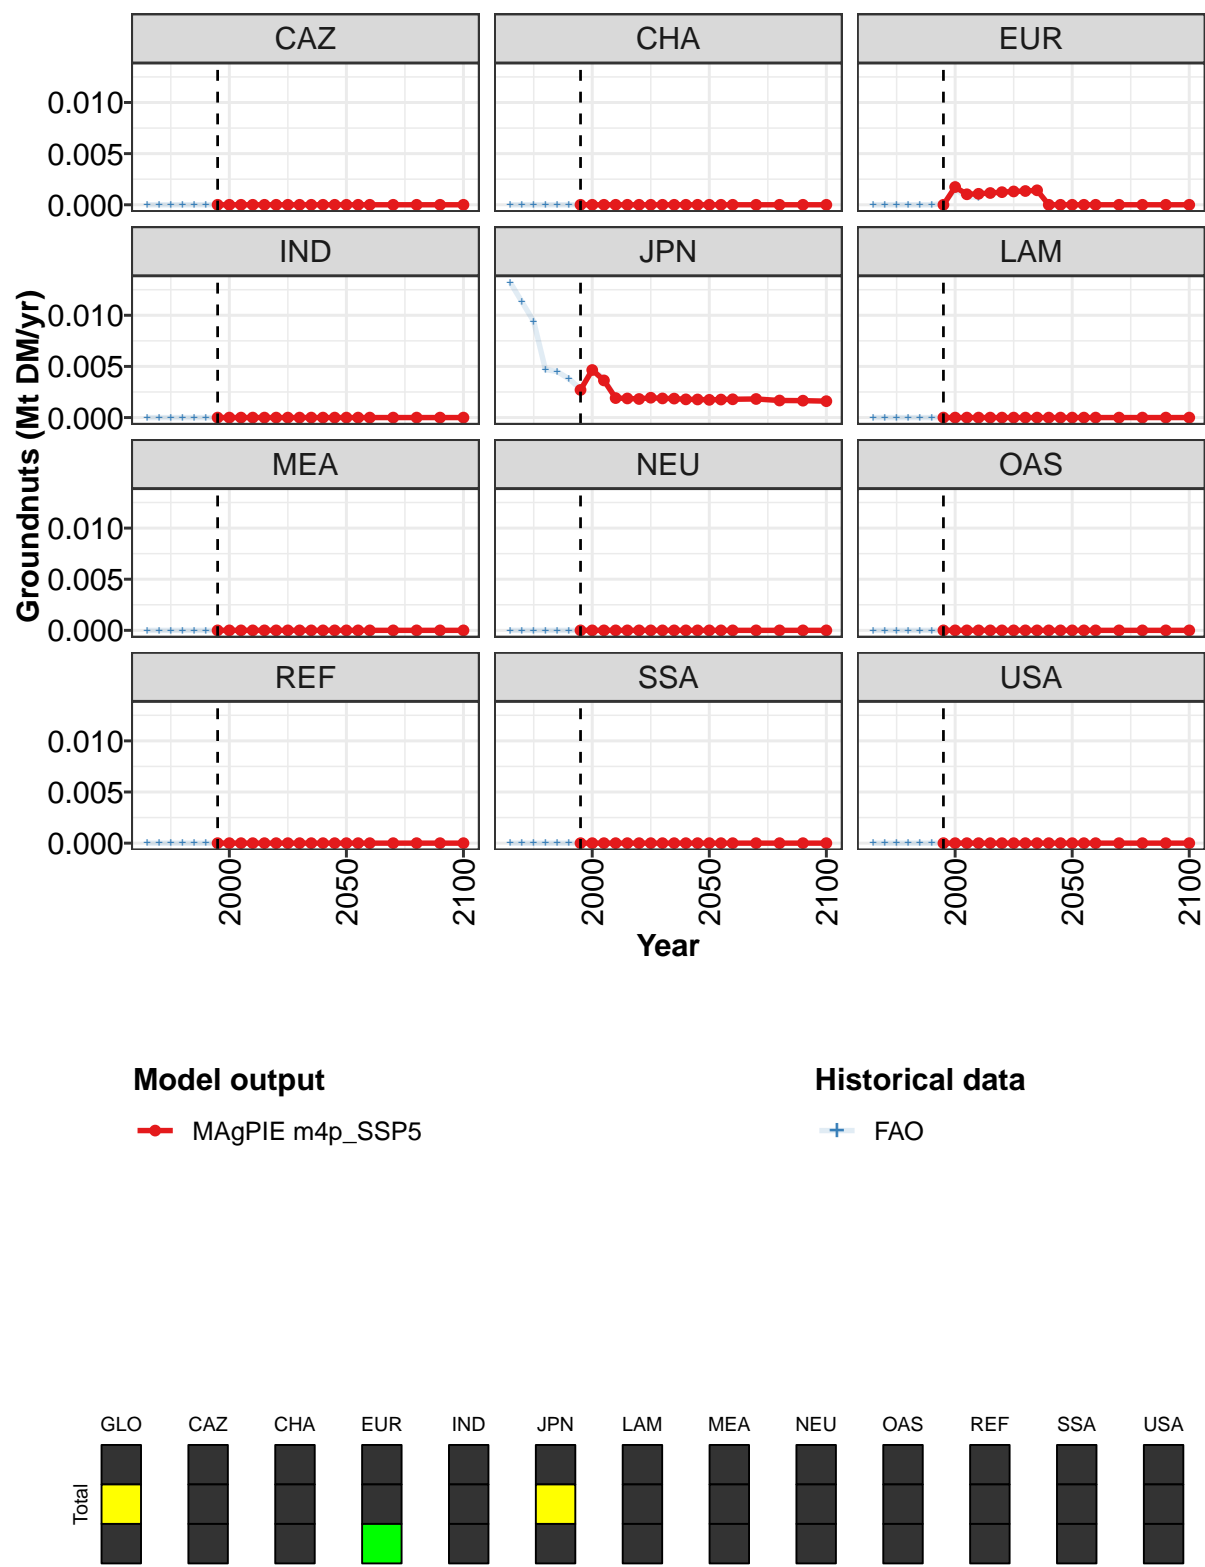 CAZ CHA EUR
0.010
0.005
0.000
IND JPN LAM
0.010
0.005
0.000
MEA NEU OAS
0.010
0.005
0.000
REF SSA USA
0.010
0.005
0.000
Groundnuts (Mt DM/yr)
2000 2050 2100 2000 2050 2100 2000 2050 2100
Year
Model output Historical data
MAgPIE m4p_SSP5 FAO
GLO CAZ CHA EUR IND JPN LAM MEA NEU OAS REF SSA USA
Total